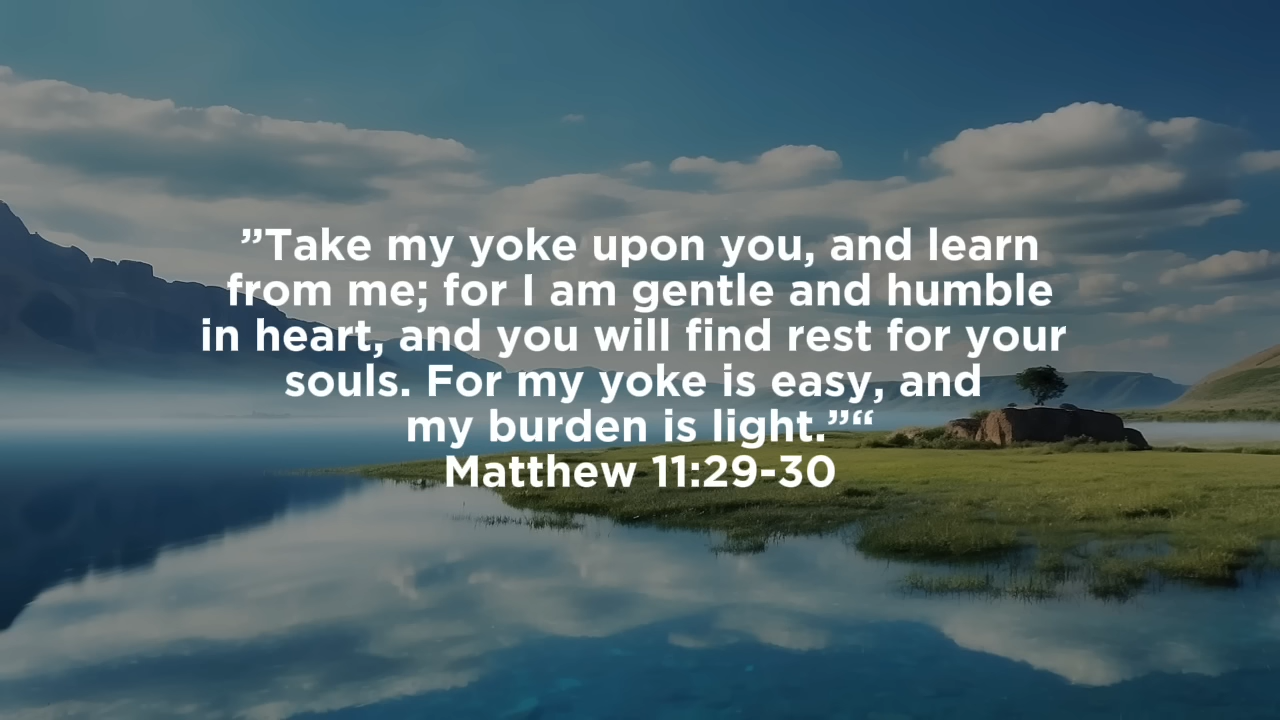 ”Take my yoke upon you, and learn
from me; for I am gentle and humble
in heart, and you will find rest for your
souls. For my yoke is easy, and
my burden is light.”“
Matthew 11:29-30